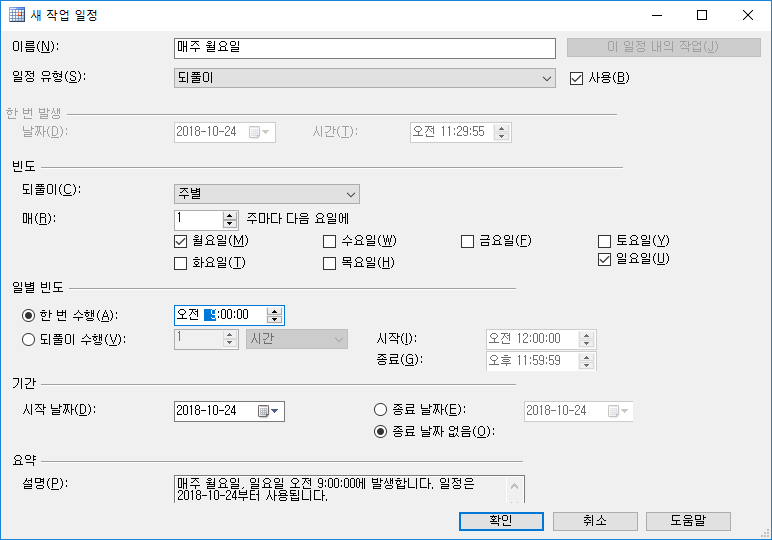 새 작업 일정
이름(N): 매주 월요일 이 일정 내의 작업(J)
일정 유형(S): 되풀이 사용(B)
한 번 발생
날짜(D): 2018-10-24 시간(T): 오전 11:29:55
빈도
되풀이(C): 주별
매(R): 1 주마다 다음 요일에
월요일(M) 수요일(W) 금요일(F) 토요일(Y)
화요일(T) 목요일(H) 일요일(U)
일별 빈도
한 번 수행(A): 오전 9:00:00
되풀이 수행(V): 1 시간 시작(I): 오전 12:00:00
종료(G): 오후 11:59:59
기간
시작 날짜(D): 2018-10-24 종료 날짜(E): 2018-10-24
종료 날짜 없음(O):
요약
설명(P): 매주 월요일, 일요일 오전 9:00:00에 발생합니다. 일정은
2018-10-24부터 사용됩니다.
확인 취소 도움말